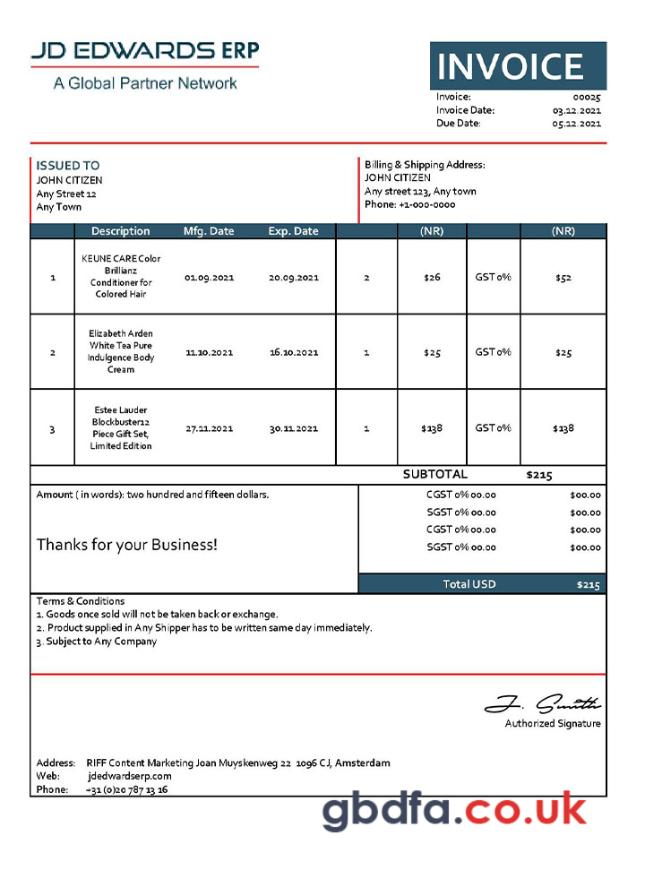 JD EDWARDS ERP
A Global Partner Network
INVOICE
Invoice: 00025
Invoice Date: 03.12.2021
Due Date: 05.12.2021
ISSUED TO
JOHN CITIZEN
Any Street 12
Any Town
Billing & Shipping Address:
JOHN CITIZEN
Any street 123, Any town
Phone: +1-000-0000
Description Mfg. Date Exp. Date (NR) (NR)
KEUNE CARE Color
Brillianz
1 01.09.2021 20.09.2021 2 $26 GST 0% $52
Conditioner for
Colored Hair
Elizabeth Arden
White Tea Pure
2 11.10.2021 16.10.2021 1 $25 GST 0% $25
Indulgence Body
Cream
Estee Lauder
Blockbuster12
3 27.11.2021 30.11.2021 1 $138 GST 0% $138
Piece Gift Set,
Limited Edition
SUBTOTAL $215
Amount ( in words): two hundred and fifteen dollars.
CGST 0% 00.00 $00.00
SGST 0% 00.00 $00.00
CGST 0% 00.00 $00.00
SGST 0% 00.00 $00.00
Thanks for your Business!
Total USD $215
Terms & Conditions
1. Goods once sold will not be taken back or exchange.
2. Product supplied in Any Shipper has to be written same day immediately.
3. Subject to Any Company
J. Smith
Authorized Signature
Address: RIFF Content Marketing Joan Muyskenweg 22 1096 CJ, Amsterdam
Web: jdedwardserp.com
Phone: +31 (0)20 787 13 16
gbdfa.co.uk